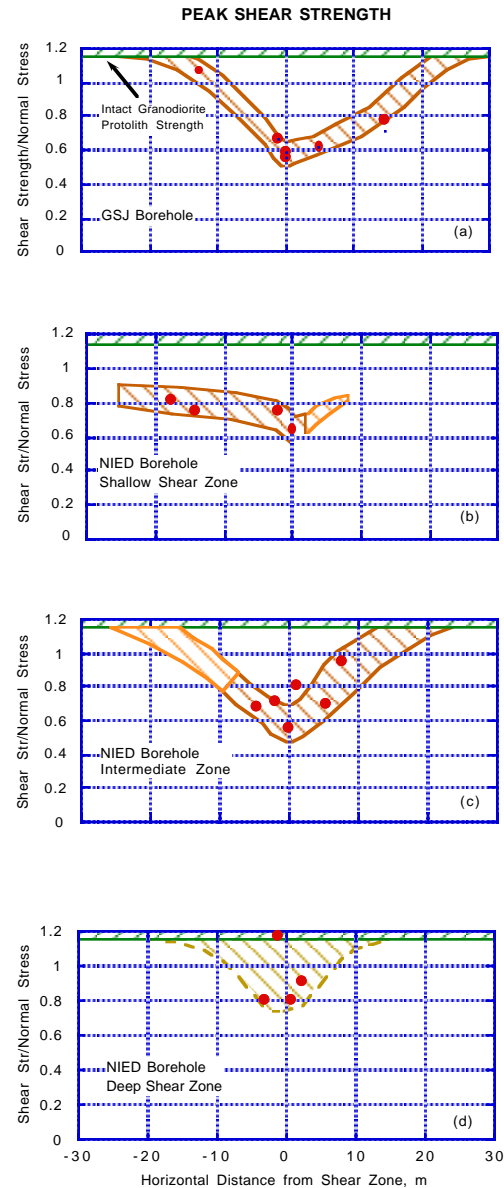 PEAK SHEAR STRENGTH
Shear Strength/Normal Stress
1.2
1
0.8
0.6
0.4
0.2
0
Intact Granodiorite
Protolith Strength
GSJ Borehole
(a)
Shear Str/Normal Stress
1.2
1
0.8
0.6
0.4
0.2
0
NIED Borehole
Shallow Shear Zone
(b)
Shear Str/Normal Stress
1.2
1
0.8
0.6
0.4
0.2
0
NIED Borehole
Intermediate Zone
(c)
Shear Str/Normal Stress
1.2
1
0.8
0.6
0.4
0.2
0
NIED Borehole
Deep Shear Zone
(d)
-30 -20 -10 0 10 20 30
Horizontal Distance from Shear Zone, m